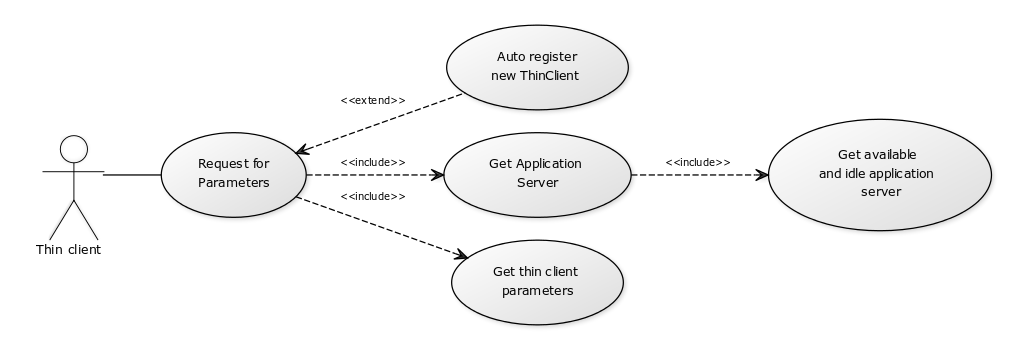 Auto register
new ThinClient
<<extend>>
Request for
Parameters
<<include>>
Get Application
Server
<<include>>
Get available
and idle application
server
<<include>>
Thin client
Get thin client
parameters